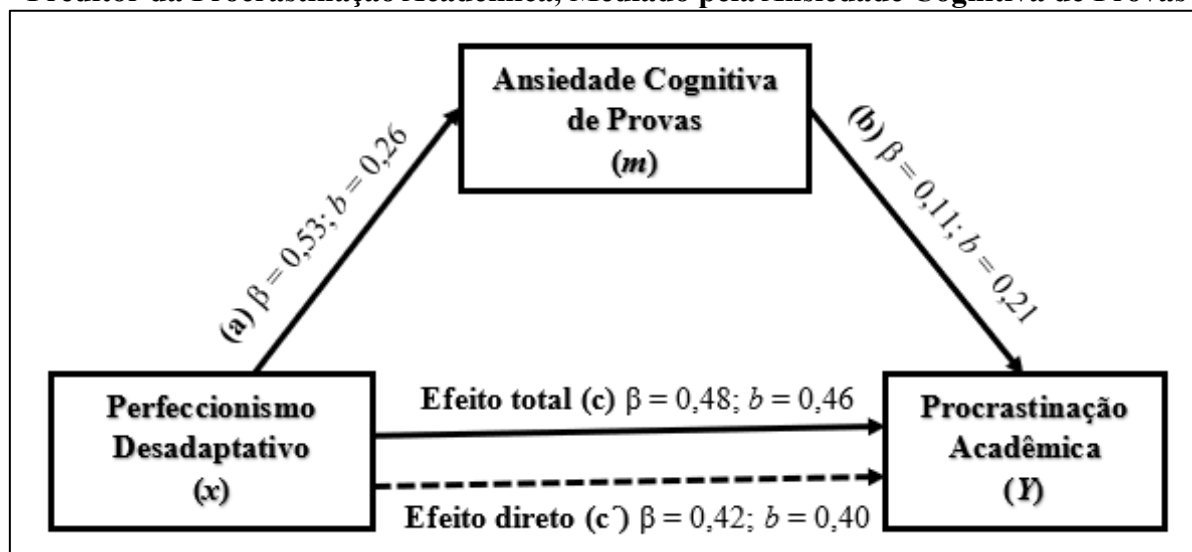 Preditor da Procrastinação Acadêmica, Mediado pela Ansiedade Cognitiva de Provas
Ansiedade Cognitiva
de Provas
(m)
(a) β = 0,53; b = 0,26
(b) β = 0,11; b = 0,21
Perfeccionismo
Desadaptativo
(x)
Efeito total (c) β = 0,48; b = 0,46
Efeito direto (c´) β = 0,42; b = 0,40
Procrastinação
Acadêmica
(Y)